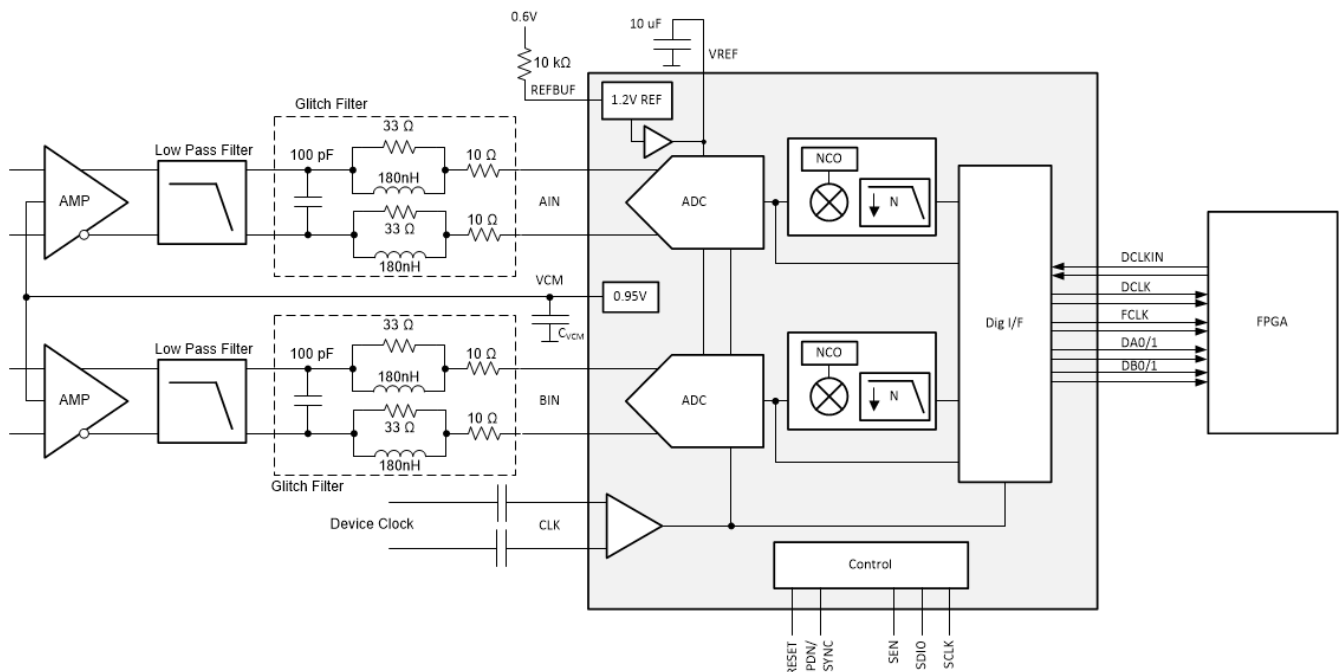 0.6V
10 uF
VREF
10 kΩ
REFBUF
1.2V REF
Glitch Filter
33 Ω
Low Pass Filter
100 pF
10 Ω
180nH
AMP
AIN
ADC
NCO
N
10 Ω
33 Ω
180nH
VCM
0.95V
CVCM
Dig I/F
DCLKIN
DCLK
FCLK
DA0/1
DB0/1
FPGA
33 Ω
Low Pass Filter
100 pF
10 Ω
180nH
AMP
BIN
ADC
NCO
N
10 Ω
33 Ω
180nH
Glitch Filter
Device Clock
CLK
Control
RESET
PDN/
SYNC
SEN
SDIO
SCLK